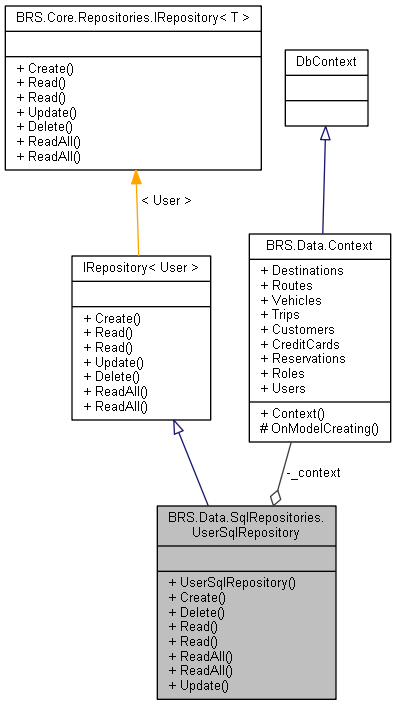 BRS.Core.Repositories.IRepository< T >
+ Create()
+ Read()
+ Read()
+ Update()
+ Delete()
+ ReadAll()
+ ReadAll()
DbContext
< User >
IRepository< User >
+ Create()
+ Read()
+ Read()
+ Update()
+ Delete()
+ ReadAll()
+ ReadAll()
BRS.Data.Context
+ Destinations
+ Routes
+ Vehicles
+ Trips
+ Customers
+ CreditCards
+ Reservations
+ Roles
+ Users
+ Context()
# OnModelCreating()
-_context
BRS.Data.SqlRepositories.
UserSqlRepository
+ UserSqlRepository()
+ Create()
+ Delete()
+ Read()
+ Read()
+ ReadAll()
+ ReadAll()
+ Update()